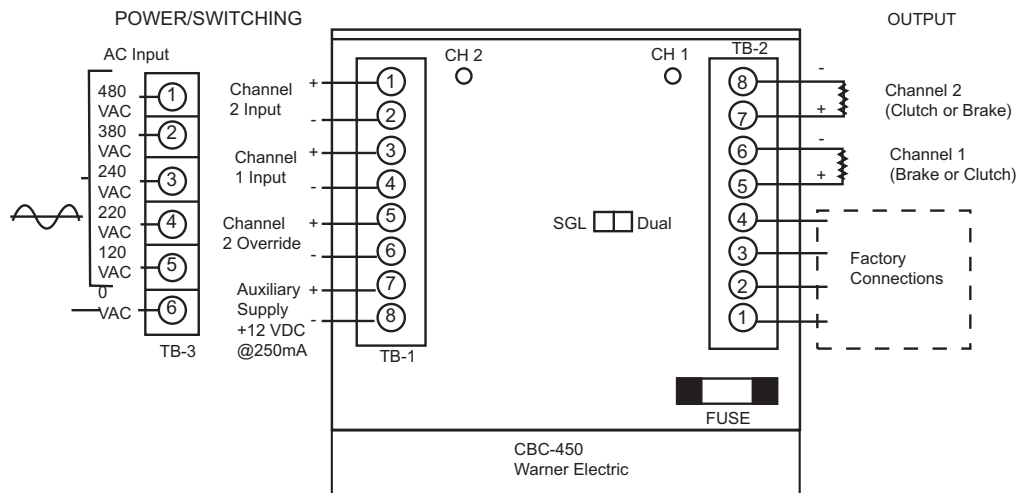 POWER/SWITCHING
OUTPUT
AC Input
480
VAC
380
VAC
240
VAC
220
VAC
120
VAC
0
VAC
1
2
3
4
5
6
TB-3
Channel
2 Input
+
-
Channel
1 Input
+
-
Channel
2 Override
+
-
Auxiliary
Supply
+12 VDC
@250mA
+
-
1
2
3
4
5
6
7
8
TB-1
CH 2
CH 1
SGL
Dual
TB-2
8
7
6
5
4
3
2
1
-
+
Channel 2
(Clutch or Brake)
-
+
Channel 1
(Brake or Clutch)
Factory
Connections
FUSE
CBC-450
Warner Electric